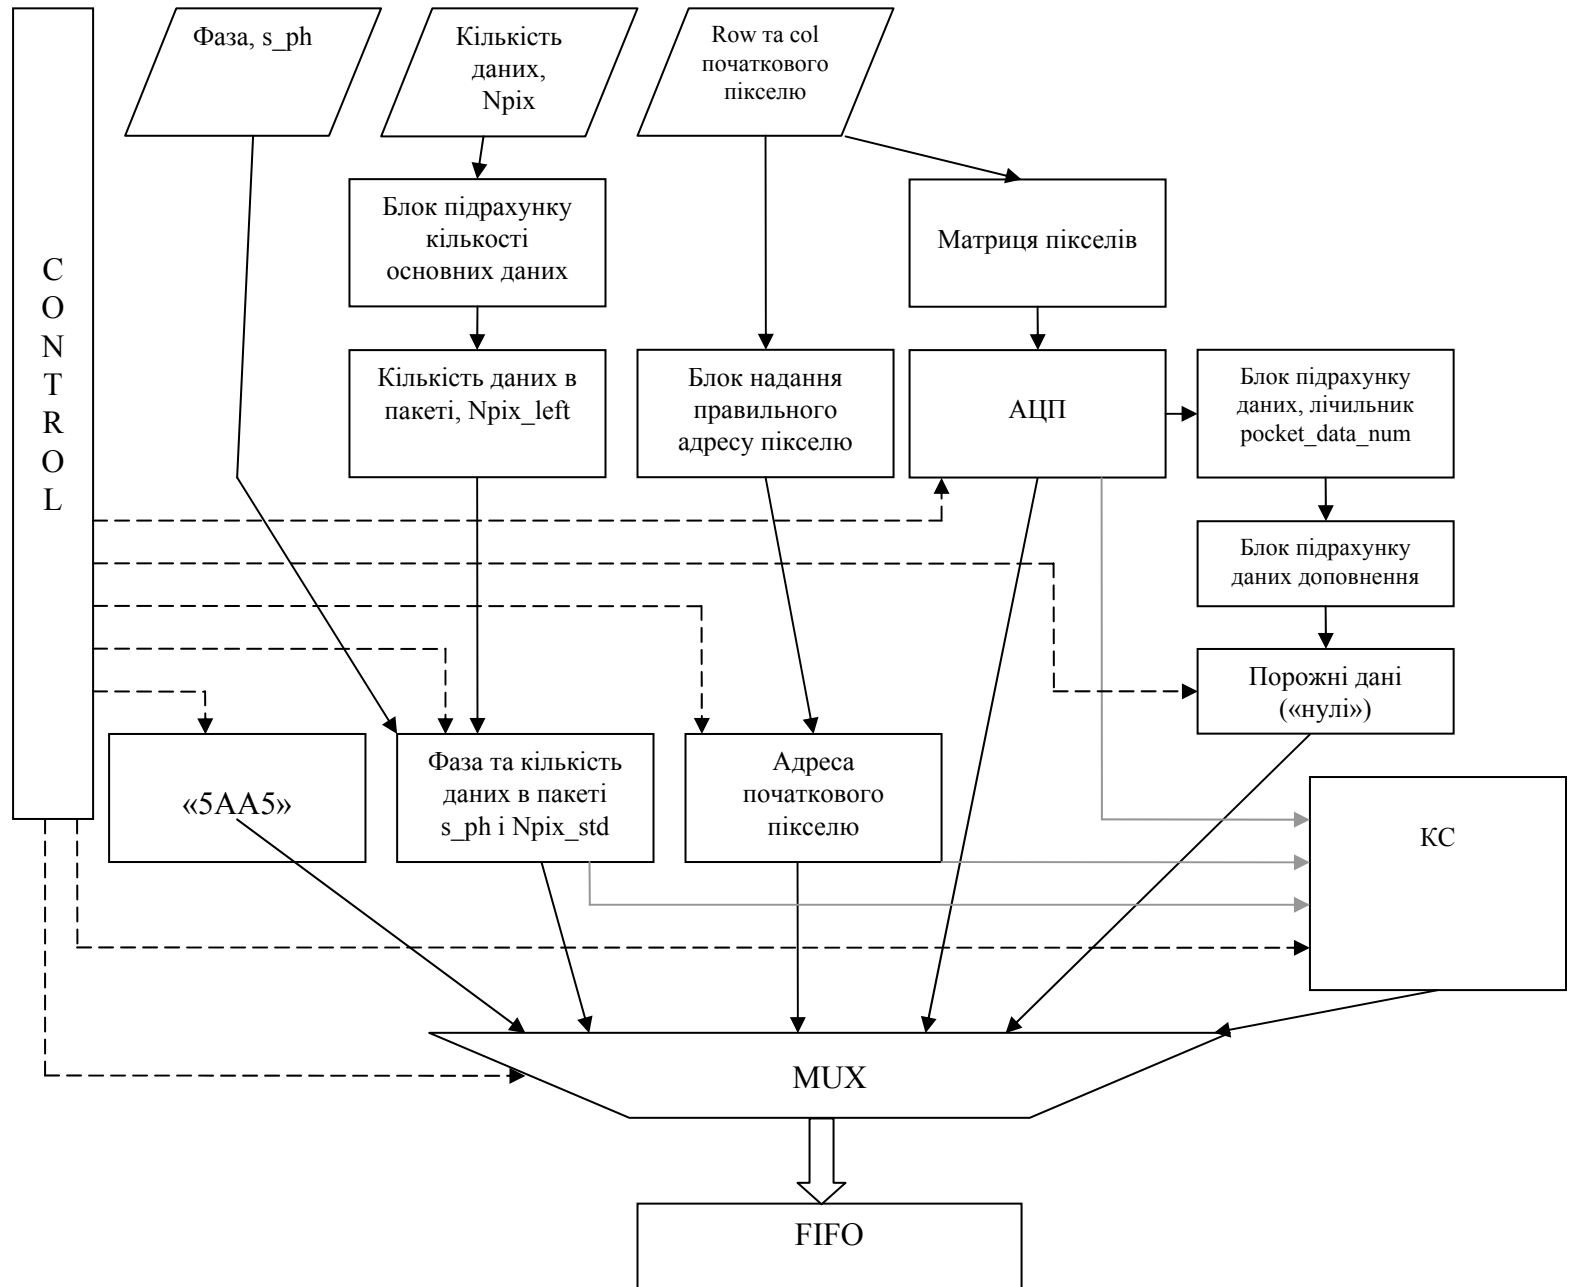 Фаза, s_ph
Кількість
даних,
Npix
Row та col
початкового
пікселю
Блок підрахунку
кількості
основних даних
Матриця пікселів
C
O
N
T
R
O
L
Кількість даних в
пакеті, Npix_left
Блок надання
правильного
адресу пікселю
АЦП
Блок підрахунку
даних, лічильник
pocket_data_num
Блок підрахунку
даних доповнення
Порожні дані
(«нулі»)
«5AA5»
Фаза та кількість
даних в пакеті
s_ph і Npix_std
Адреса
початкового
пікселю
КС
MUX
FIFO